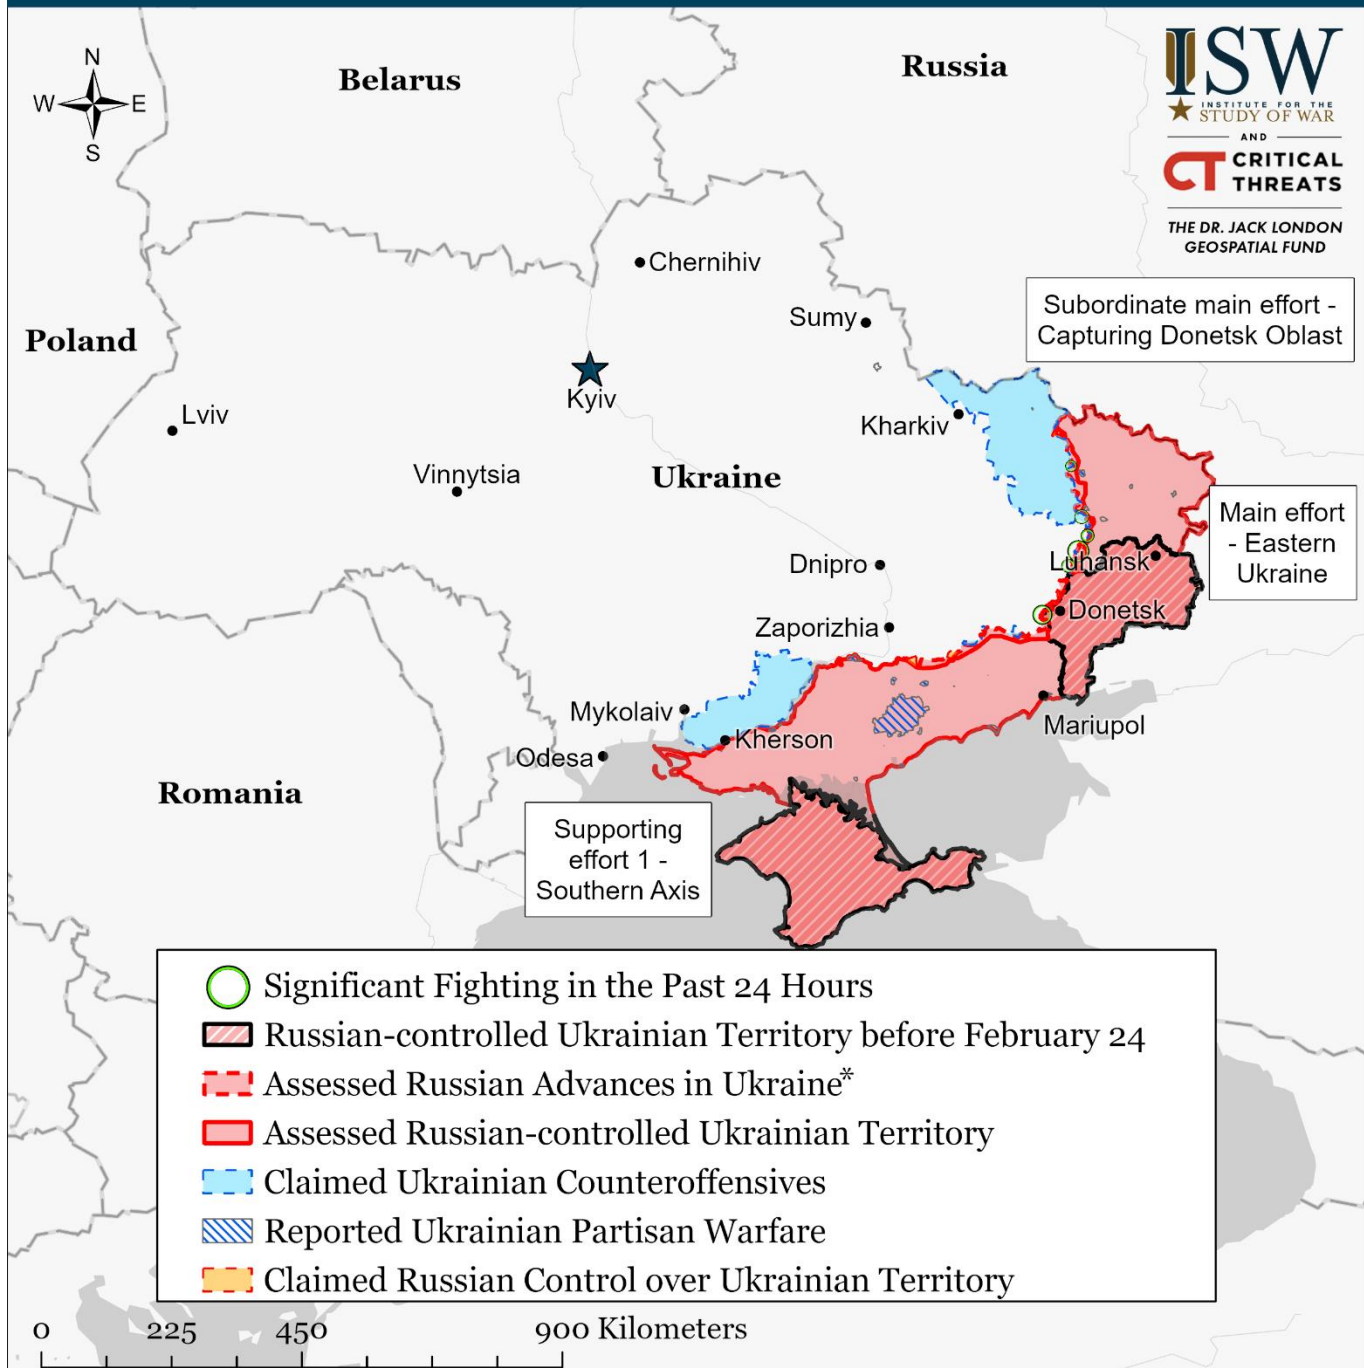 N
W
E
S
Belarus
Russia
ISW
INSTITUTE FOR THE
STUDY OF WAR
AND
CT CRITICAL
THREATS
THE DR. JACK LONDON
GEOSPATIAL FUND
Chernihiv
Sumy
Subordinate main effort -
Capturing Donetsk Oblast
Poland
Kyiv
Lviv
Kharkiv
Vinnytsia
Ukraine
Main effort
- Eastern
Ukraine
Dnipro
Luhansk
Donetsk
Zaporizhia
Mykolaiv
Mariupol
Kherson
Odesa
Romania
Supporting
effort 1 -
Southern Axis
Significant Fighting in the Past 24 Hours
Russian-controlled Ukrainian Territory before February 24
Assessed Russian Advances in Ukraine*
Assessed Russian-controlled Ukrainian Territory
Claimed Ukrainian Counteroffensives
Reported Ukrainian Partisan Warfare
Claimed Russian Control over Ukrainian Territory
0 225 450 900 Kilometers